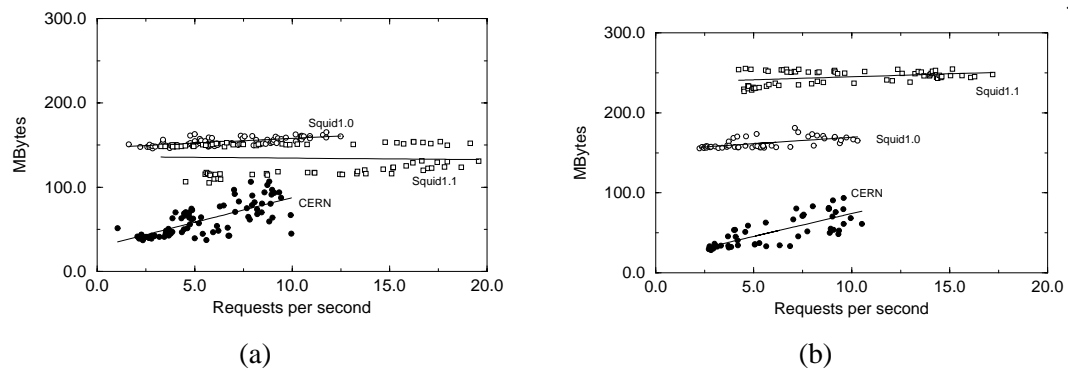 300.0
200.0
100.0
0.0
MBytes
0.0 5.0 10.0 15.0 20.0
Requests per second
Squid1.0
Squid1.1
CERN
(a)
300.0
200.0
100.0
0.0
MBytes
0.0 5.0 10.0 15.0 20.0
Requests per second
Squid1.1
Squid1.0
CERN
(b)